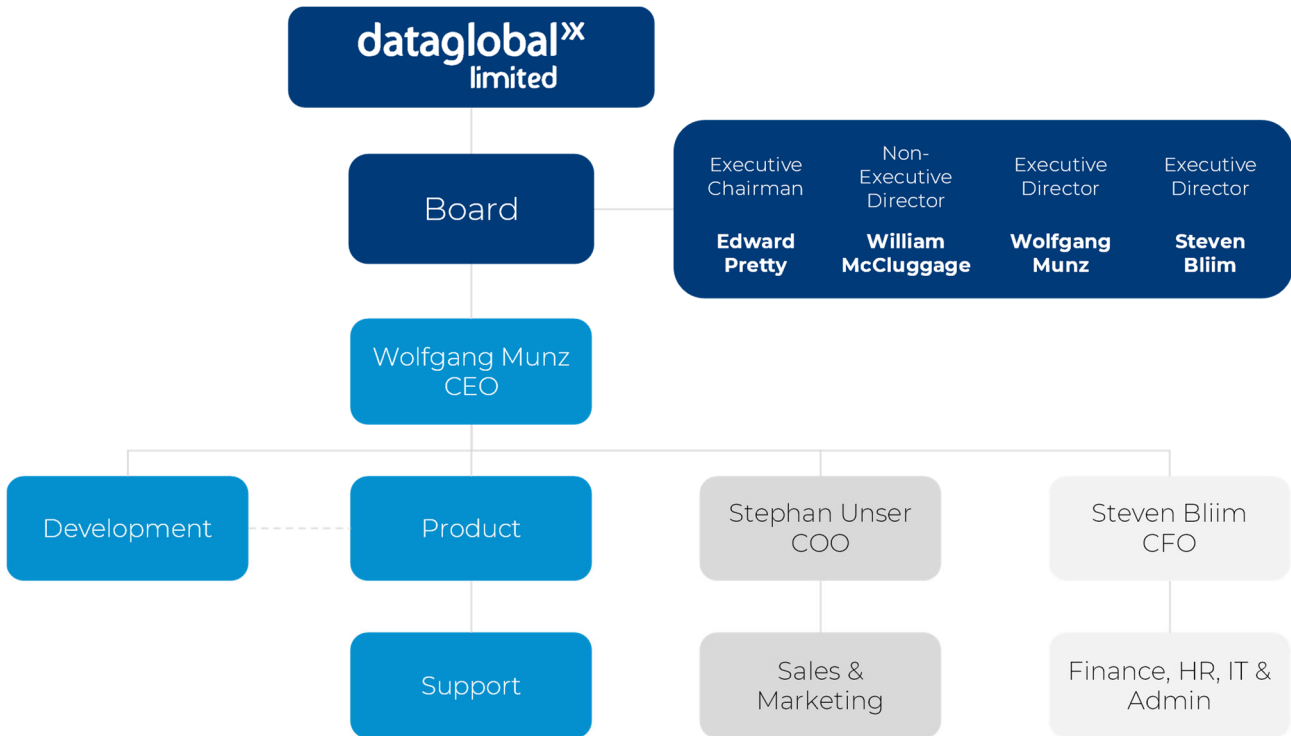 dataglobal
limited
Board
Executive
Chairman
Edward
Pretty
Non-
Executive
Director
William
McCluggage
Executive
Director
Wolfgang
Munz
Executive
Director
Steven
Bliim
Wolfgang Munz
CEO
Development
Product
Stephan Unser
COO
Steven Bliim
CFO
Support
Sales &
Marketing
Finance, HR, IT &
Admin